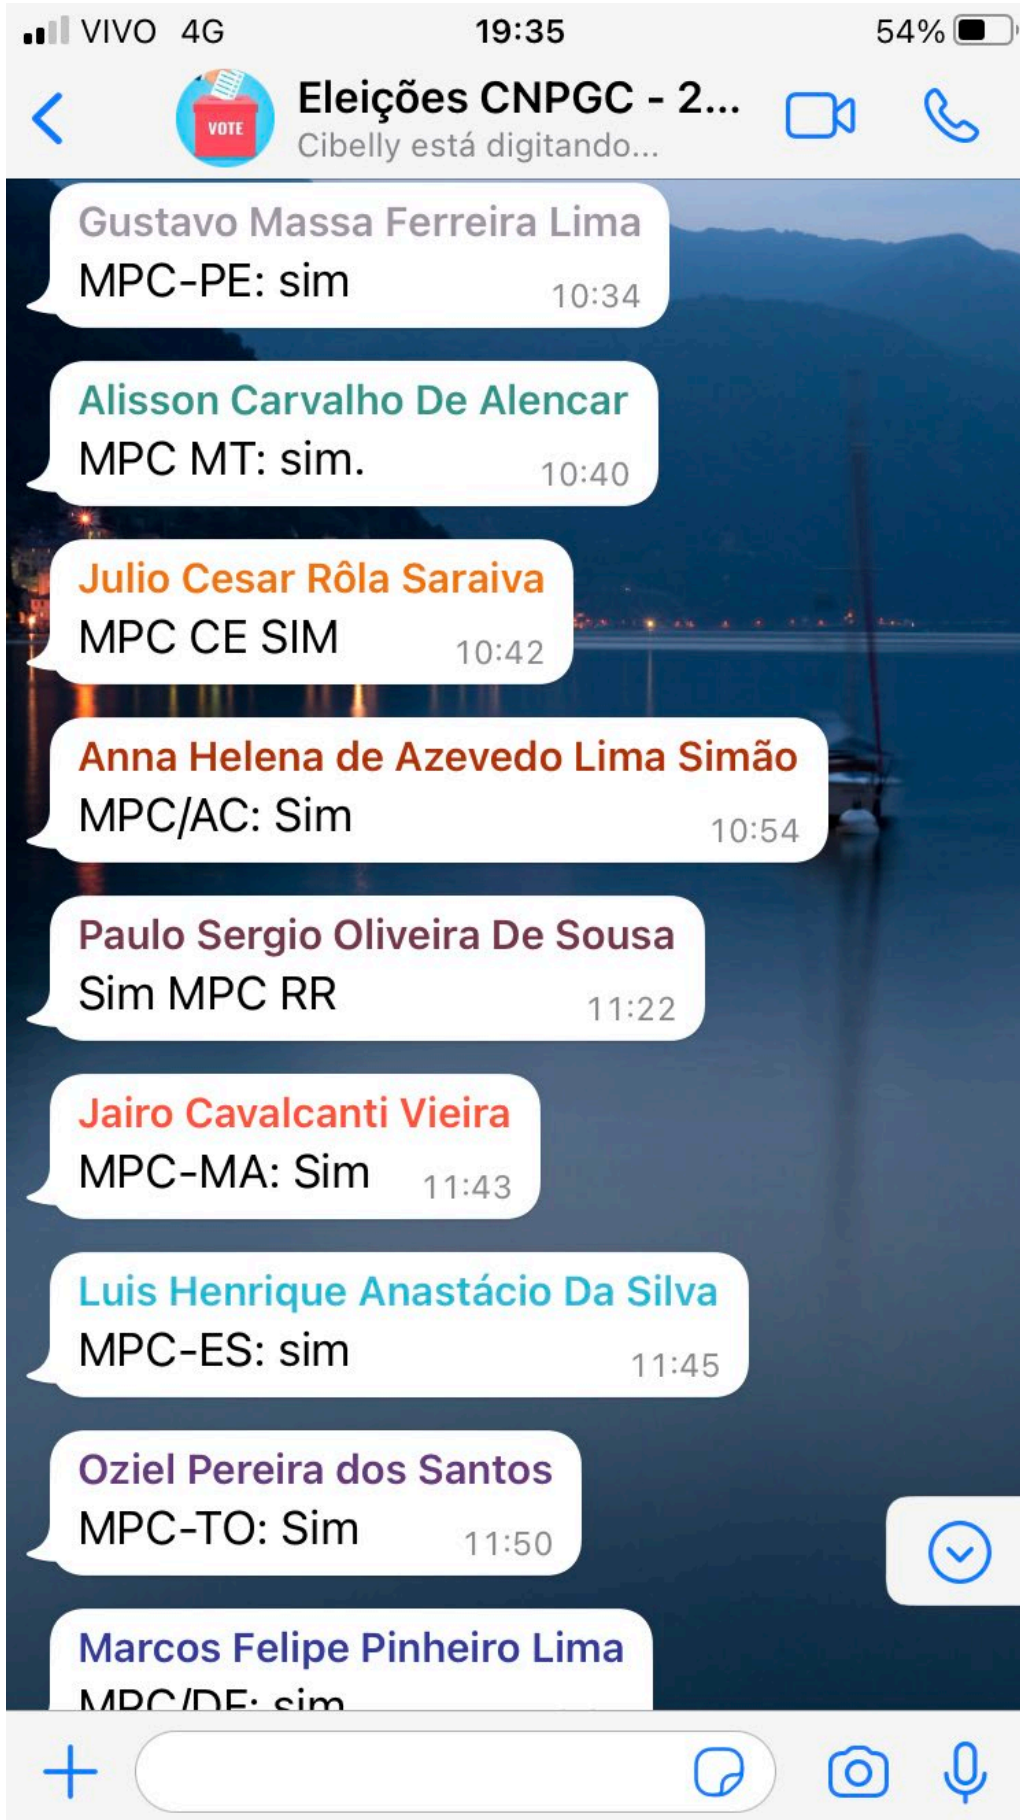 VIVO 4G 19:35 54%
VOTE
Eleições CNPGC - 2...
Cibelly está digitando...
Gustavo Massa Ferreira Lima
MPC-PE: sim 10:34
Alisson Carvalho De Alencar
MPC MT: sim. 10:40
Julio Cesar Rôla Saraiva
MPC CE SIM 10:42
Anna Helena de Azevedo Lima Simão
MPC/AC: Sim 10:54
Paulo Sergio Oliveira De Sousa
Sim MPC RR 11:22
Jairo Cavalcanti Vieira
MPC-MA: Sim 11:43
Luis Henrique Anastácio Da Silva
MPC-ES: sim 11:45
Oziel Pereira dos Santos
MPC-TO: Sim 11:50
Marcos Felipe Pinheiro Lima
MPC/DF: sim